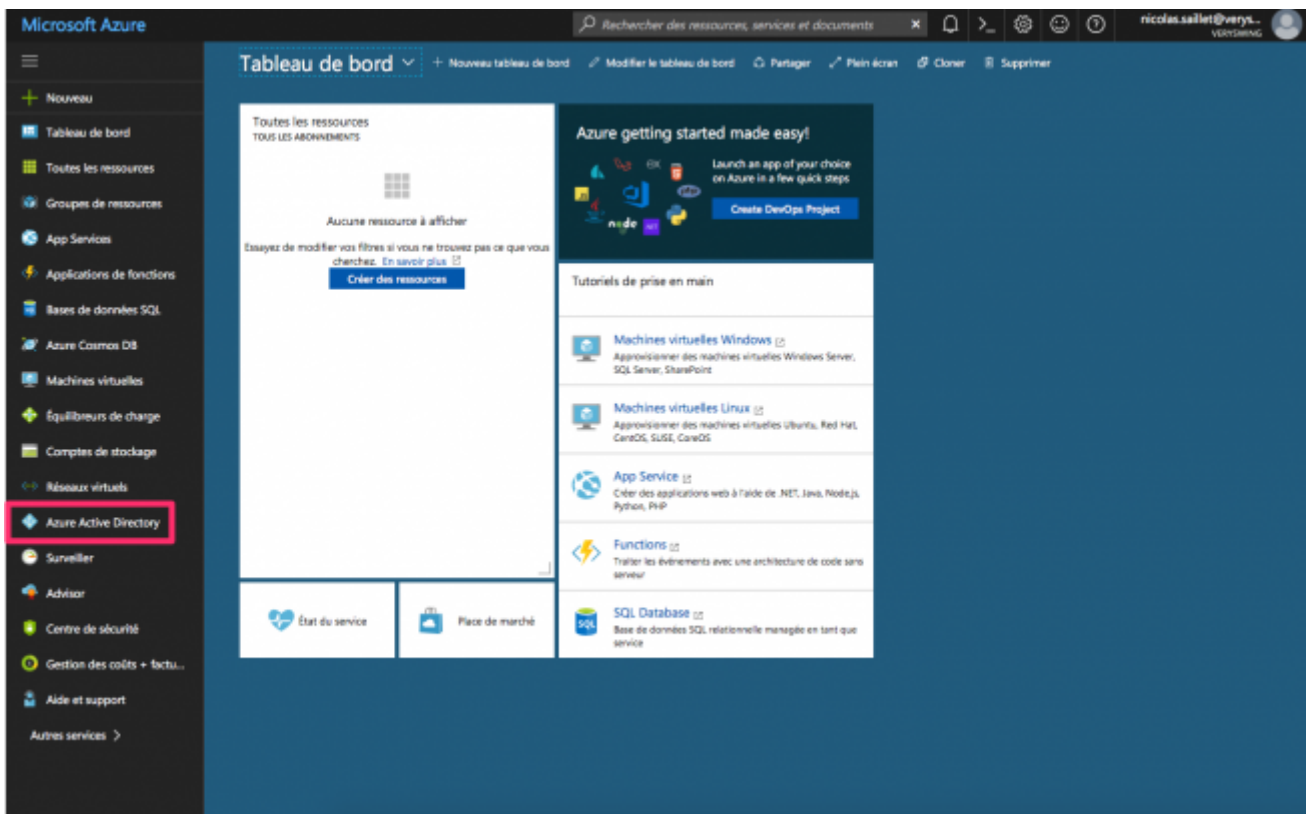 Microsoft Azure
Rechercher des ressources, services et documents
nicolas.saillet@verys...
VERYSWING
Tableau de bord
+ Nouveau tableau de bord
Modifier le tableau de bord
Partager
Plein écran
Cloner
Supprimer
Nouveau
Tableau de bord
Toutes les ressources
Groupes de ressources
App Services
Applications de fonctions
Bases de données SQL
Azure Cosmos DB
Machines virtuelles
Équilibreurs de charge
Comptes de stockage
Réseaux virtuels
Azure Active Directory
Surveiller
Advisor
Centre de sécurité
Gestion des coûts + factu...
Aide et support
Autres services >
Toutes les ressources
TOUS LES ABONNEMENTS
Aucune ressource à afficher
Essayez de modifier vos filtres si vous ne trouvez pas ce que vous
cherchez. En savoir plus
Créer des ressources
État du service
Place de marché
Azure getting started made easy!
Launch an app of your choice
on Azure in a few quick steps
Create DevOps Project
php
node
Tutoriels de prise en main
Machines virtuelles Windows
Approvisionner des machines virtuelles Windows Server,
SQL Server, SharePoint
Machines virtuelles Linux
Approvisionner des machines virtuelles Ubuntu, Red Hat,
CentOS, SUSE, CoreOS
App Service
Créer des applications web à l'aide de .NET, Java, Node.js,
Python, PHP
Functions
Traiter les événements avec une architecture de code sans
serveur
SQL
SQL Database
Base de données SQL relationnelle managée en tant que
service